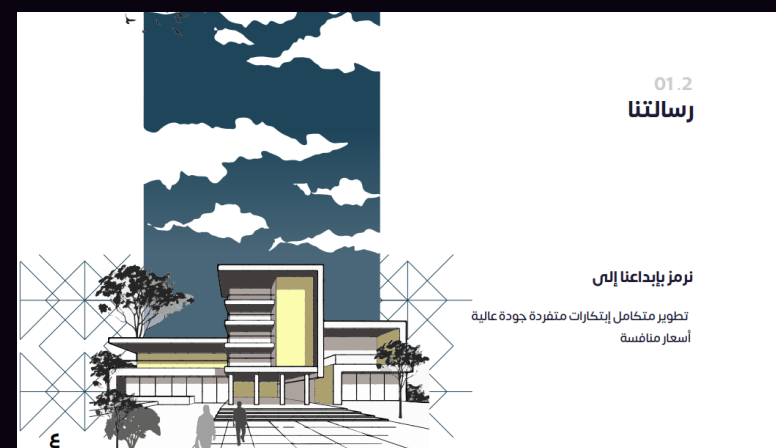 01.2
رسالتنا
نرمز بإبداعنا إلى
تطوير متكامل إبتكارات متفردة جودة عالية
أسعار منافسة
٤